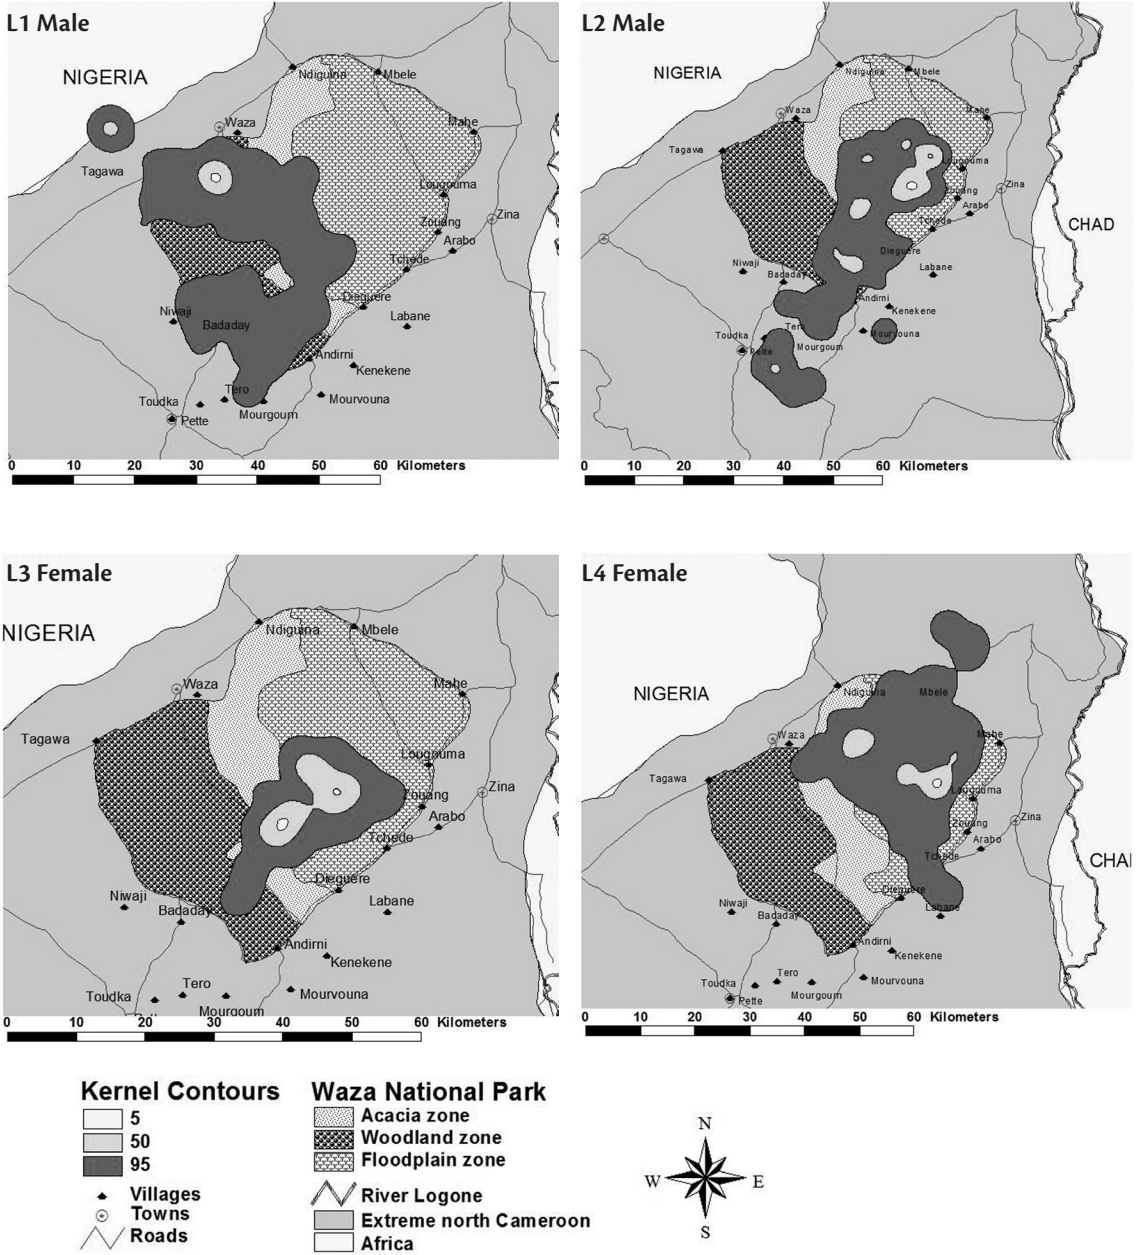 L1 Male
NIGERIA
Ndiguina
Mbele
Waza
Mahe
Tagawa
Lougouma
Zouang
Zina
Arabo
Tchede
Dieguere
Niwaji
Badaday
Labane
Andirni
Kenekene
Tero
Toudka
Mourvouna
Mourgoum
Pette
0 10 20 30 40 50 60 Kilometers
L2 Male
NIGERIA
Ndiguina
Mbele
Waza
Mahe
Tagawa
Lougouma
Zouang
Zina
Arabo
Tchede
CHAD
Dieguere
Niwaji
Badaday
Labane
Andirni
Kenekene
Tero
Toudka
Mourvouna
Mourgoum
Pette
0 10 20 30 40 50 60 Kilometers
L3 Female
NIGERIA
Ndiguina
Mbele
Waza
Mahe
Tagawa
Lougouma
Zouang
Zina
Arabo
Tchede
Dieguere
Niwaji
Badaday
Labane
Andirni
Kenekene
Tero
Toudka
Mourvouna
Mourgoum
0 10 20 30 40 50 60 Kilometers
L4 Female
NIGERIA
Ndiguina
Mbele
Waza
Mahe
Tagawa
Lougouma
Zouang
Zina
Arabo
Tchede
CHAI
Dieguere
Niwaji
Badaday
Labane
Andirni
Kenekene
Tero
Toudka
Mourvouna
Mourgoum
Pette
0 10 20 30 40 50 60 Kilometers
Kernel Contours
5
50
95
Villages
Towns
Roads
Waza National Park
Acacia zone
Woodland zone
Floodplain zone
River Logone
Extreme north Cameroon
Africa
N
W E
S